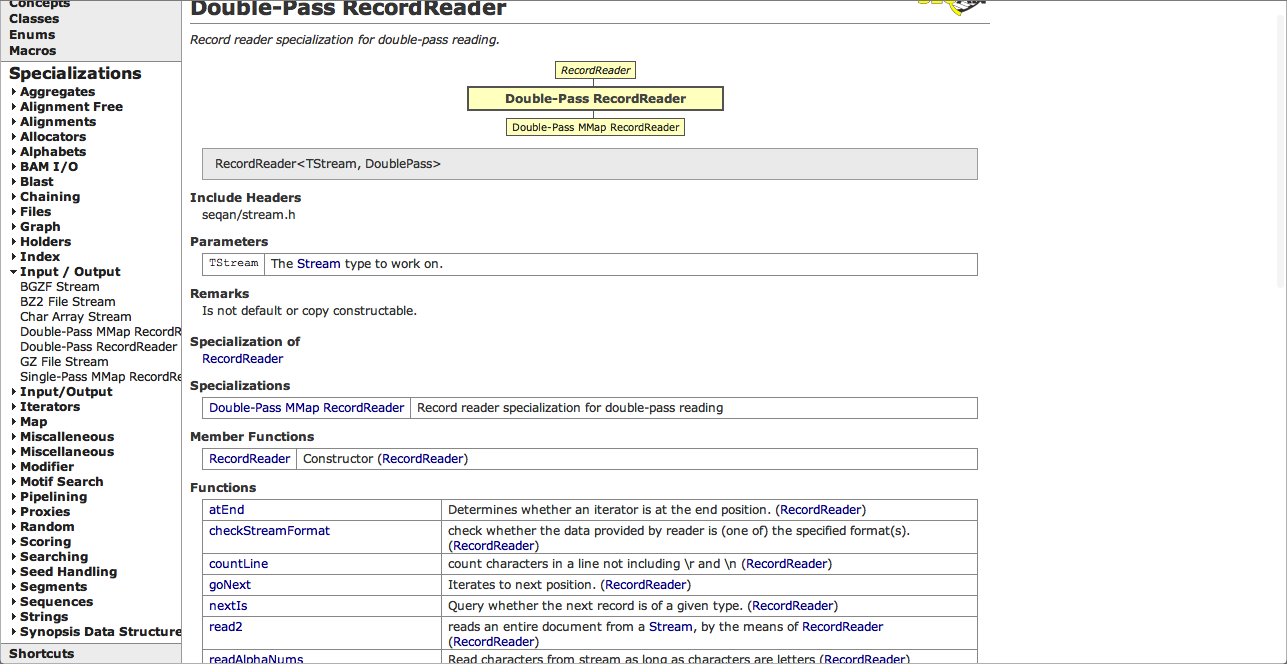 Concepts
Classes
Enums
Macros
Specializations
Aggregates
Alignment Free
Alignments
Allocators
Alphabets
BAM I/O
Blast
Chaining
Files
Graph
Holders
Index
Input / Output
BGZF Stream
BZ2 File Stream
Char Array Stream
Double-Pass MMap RecordR
Double-Pass RecordReader
GZ File Stream
Single-Pass MMap RecordRe
Input/Output
Iterators
Map
Miscalleneous
Miscellaneous
Modifier
Motif Search
Pipelining
Proxies
Random
Scoring
Searching
Seed Handling
Segments
Sequences
Strings
Synopsis Data Structure
Shortcuts
Double-Pass RecordReader
Record reader specialization for double-pass reading.
RecordReader
Double-Pass RecordReader
Double-Pass MMap RecordReader
RecordReader<TStream, DoublePass>
Include Headers
seqan/stream.h
Parameters
TStream The Stream type to work on.
Remarks
Is not default or copy constructable.
Specialization of
RecordReader
Specializations
Double-Pass MMap RecordReader Record reader specialization for double-pass reading
Member Functions
RecordReader Constructor (RecordReader)
Functions
atEnd Determines whether an iterator is at the end position. (RecordReader)
checkStreamFormat check whether the data provided by reader is (one of) the specified format(s).
(RecordReader)
countLine count characters in a line not including \r and \n (RecordReader)
goNext Iterates to next position. (RecordReader)
nextIs Query whether the next record is of a given type. (RecordReader)
read2 reads an entire document from a Stream, by the means of RecordReader
(RecordReader)
readAlphaNums Read characters from stream as long as characters are letters (RecordReader)